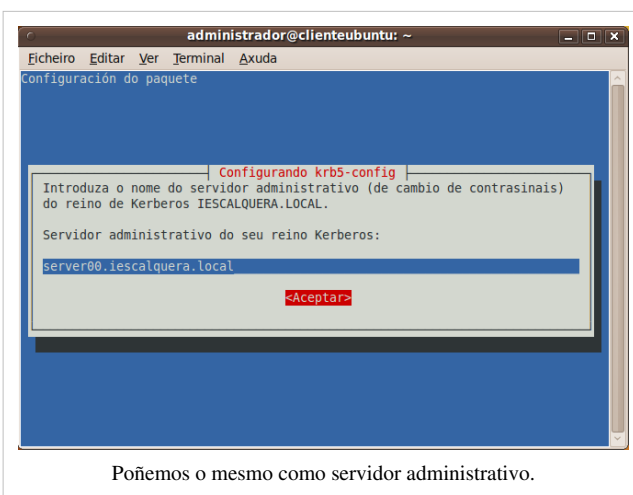 administrador@clienteubuntu: ~
Ficheiro Editar Ver Terminal Axuda
Configuración do paquete
Configurando krb5-config
Introduza o nome do servidor administrativo (de cambio de contrasinais)
do reino de Kerberos IESCALQUERA.LOCAL.
Servidor administrativo do seu reino Kerberos:
server00.iescalquera.local
<Aceptar>
Poñemos o mesmo como servidor administrativo.